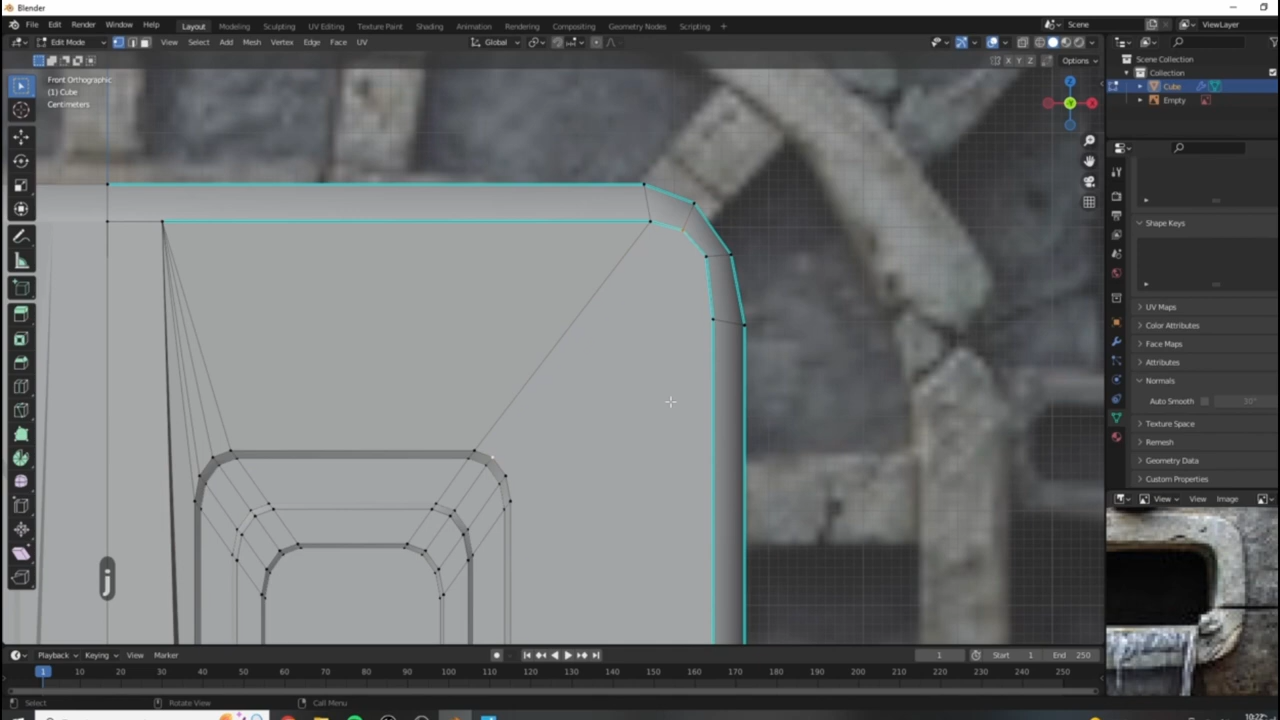 Blender
File Edit Render Window Help
Layout Modeling Sculpting UV Editing Texture Paint Shading Animation Rendering Compositing Geometry Nodes Scripting +
Scene
ViewLayer
Edit Mode
View Select Add Mesh Vertex Edge Face UV
Global
X Y Z Options
Front Orthographic
(1) Cube
Centimeters
Z
X
-Y
j
Scene Collection
Collection
Cube
Empty
Shape Keys
UV Maps
Color Attributes
Face Maps
Attributes
Normals
Auto Smooth 30°
Texture Space
Remesh
Geometry Data
Custom Properties
View View Image
Playback Keying View Marker
1 Start 1 End 250
1 10 20 30 40 50 60 70 80 90 100 110 120 130 140 150 160 170 180 190 200 210 220 230 240 250
Select Rotate View Call Menu
10:22